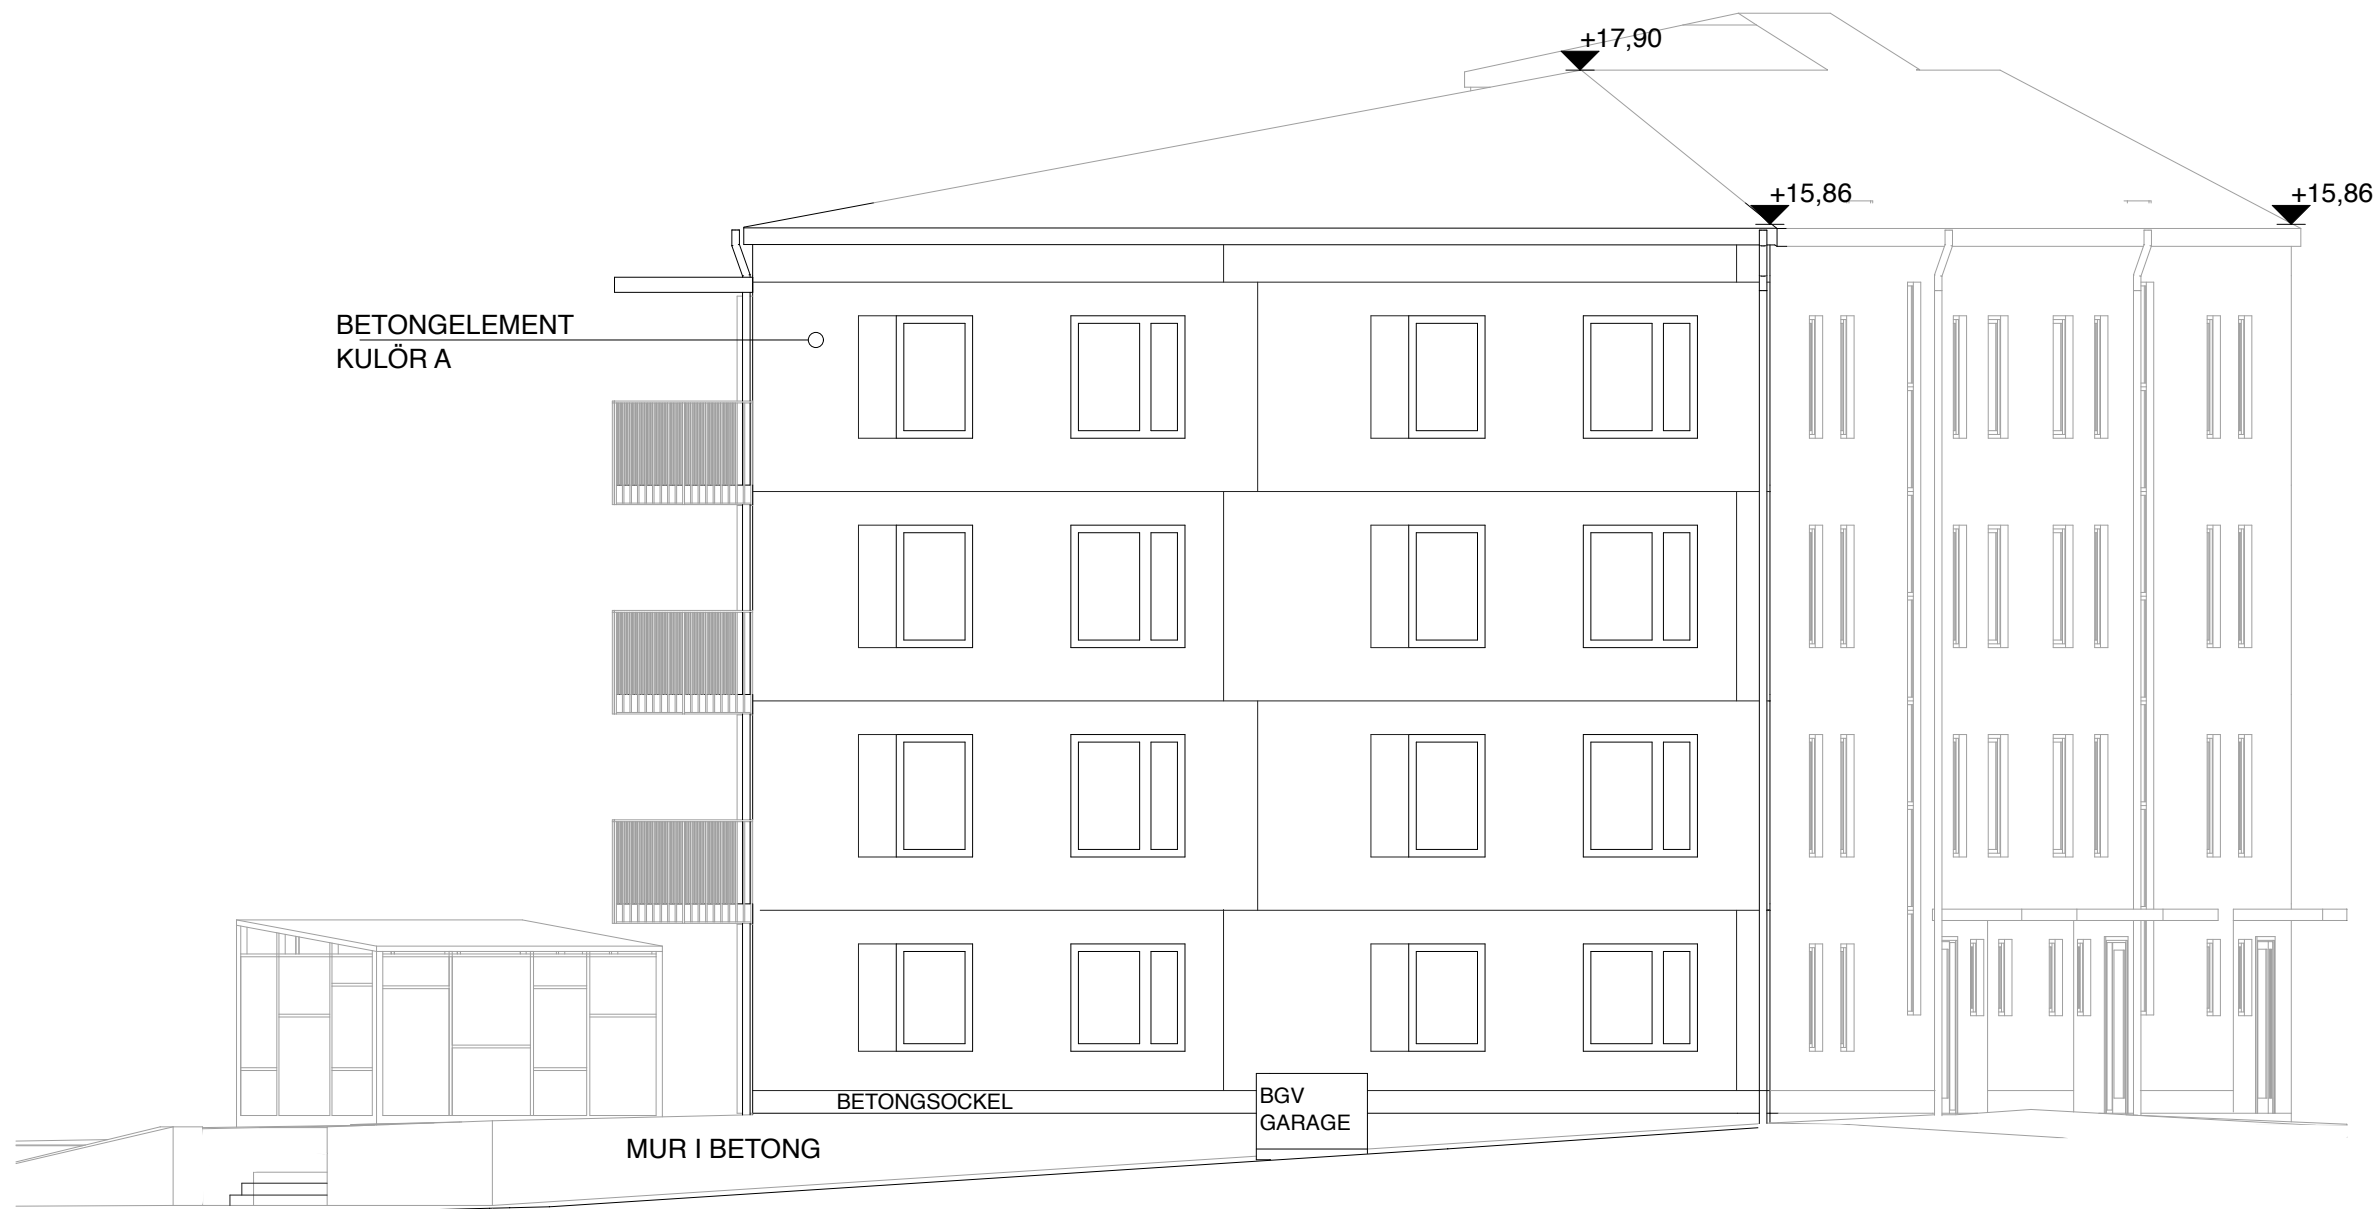 +17,90
+15,86
+15,86
BETONGELEMENT
KULÖR A
BETONGSOCKEL
BGV
GARAGE
MUR I BETONG